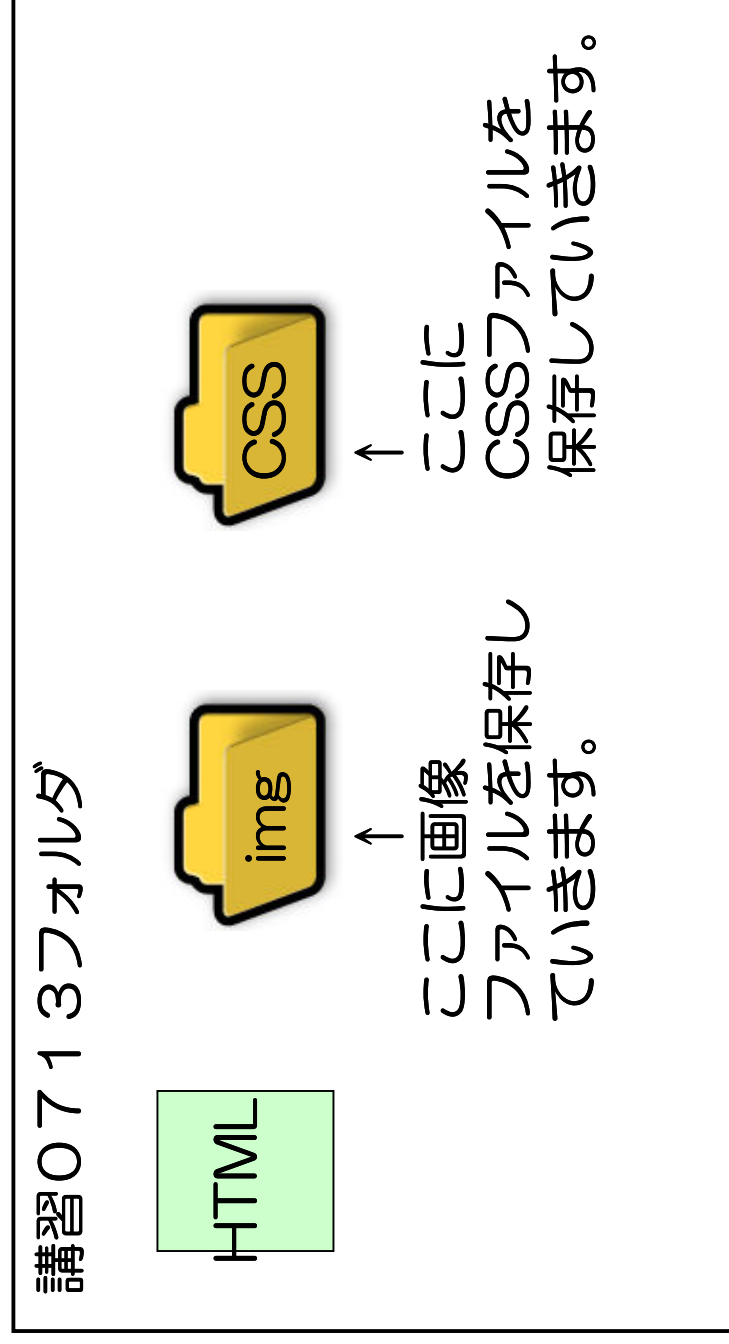 講習０７１３フォルダ
HTML
img
CSS
ここに画像
ファイルを保存し
ていきます。
ここに
CSSファイルを
保存していきます。